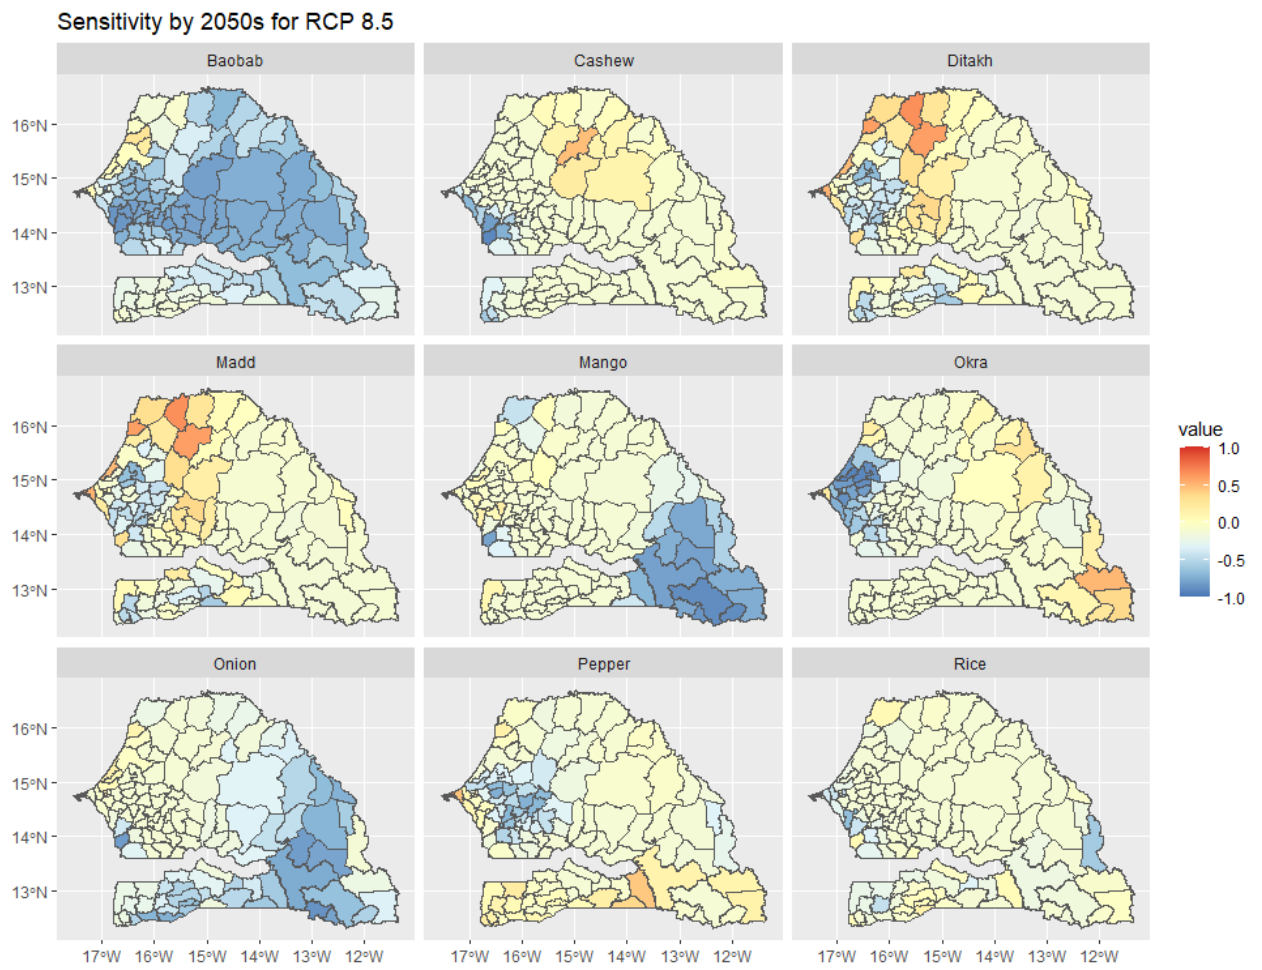 Sensitivity by 2050s for RCP 8.5
Baobab
Cashew
Ditakh
16°N
15°N
14°N
13°N
Madd
Mango
Okra
16°N
15°N
14°N
13°N
value
1.0
0.5
0.0
-0.5
-1.0
Onion
Pepper
Rice
16°N
15°N
14°N
13°N
17°W 16°W 15°W 14°W 13°W 12°W
17°W 16°W 15°W 14°W 13°W 12°W
17°W 16°W 15°W 14°W 13°W 12°W